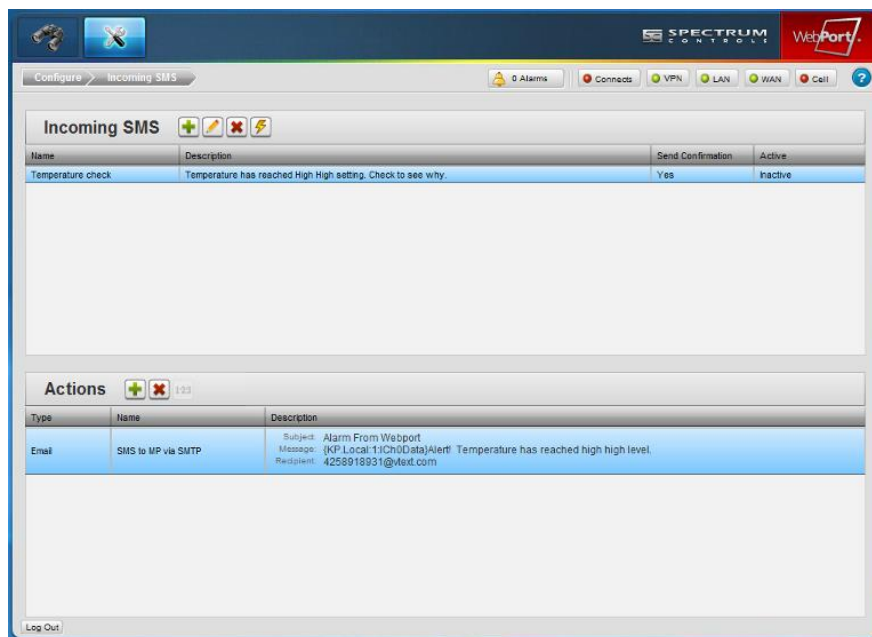 SPECTRUM
CONTROLS
WebPort
Configure Incoming SMS
0 Alarms Connects VPN LAN WAN Cell ?
Incoming SMS
Name Description Send Confirmation Active
Temperature check Temperature has reached High High setting. Check to see why. Yes Inactive
Actions 123
Type Name Description
Subject: Alarm From Webport
Email SMS to MP via SMTP Message: {KP.Local:1:ICh0Data}Alert! Temperature has reached high high level.
Recipient: 4258918931@vtext.com
Log Out